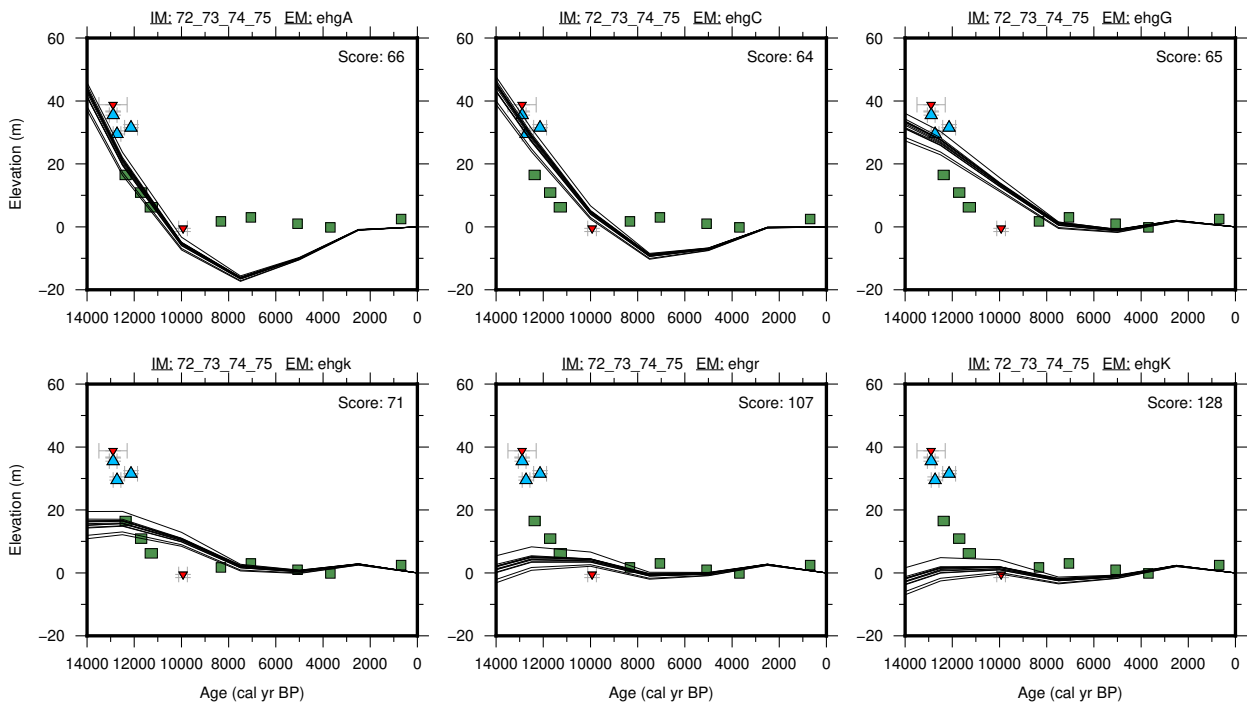 IM: 72_73_74_75 EM: ehgA
IM: 72_73_74_75 EM: ehgC
IM: 72_73_74_75 EM: ehgG
60
40
20
0
−20
Elevation (m)
Score: 66
14000 12000 10000 8000 6000 4000 2000 0
60
40
20
0
−20
Score: 64
14000 12000 10000 8000 6000 4000 2000 0
60
40
20
0
−20
Score: 65
14000 12000 10000 8000 6000 4000 2000 0
IM: 72_73_74_75 EM: ehgk
IM: 72_73_74_75 EM: ehgr
IM: 72_73_74_75 EM: ehgK
60
40
20
0
−20
Elevation (m)
Score: 71
14000 12000 10000 8000 6000 4000 2000 0
Age (cal yr BP)
60
40
20
0
−20
Score: 107
14000 12000 10000 8000 6000 4000 2000 0
Age (cal yr BP)
60
40
20
0
−20
Score: 128
14000 12000 10000 8000 6000 4000 2000 0
Age (cal yr BP)